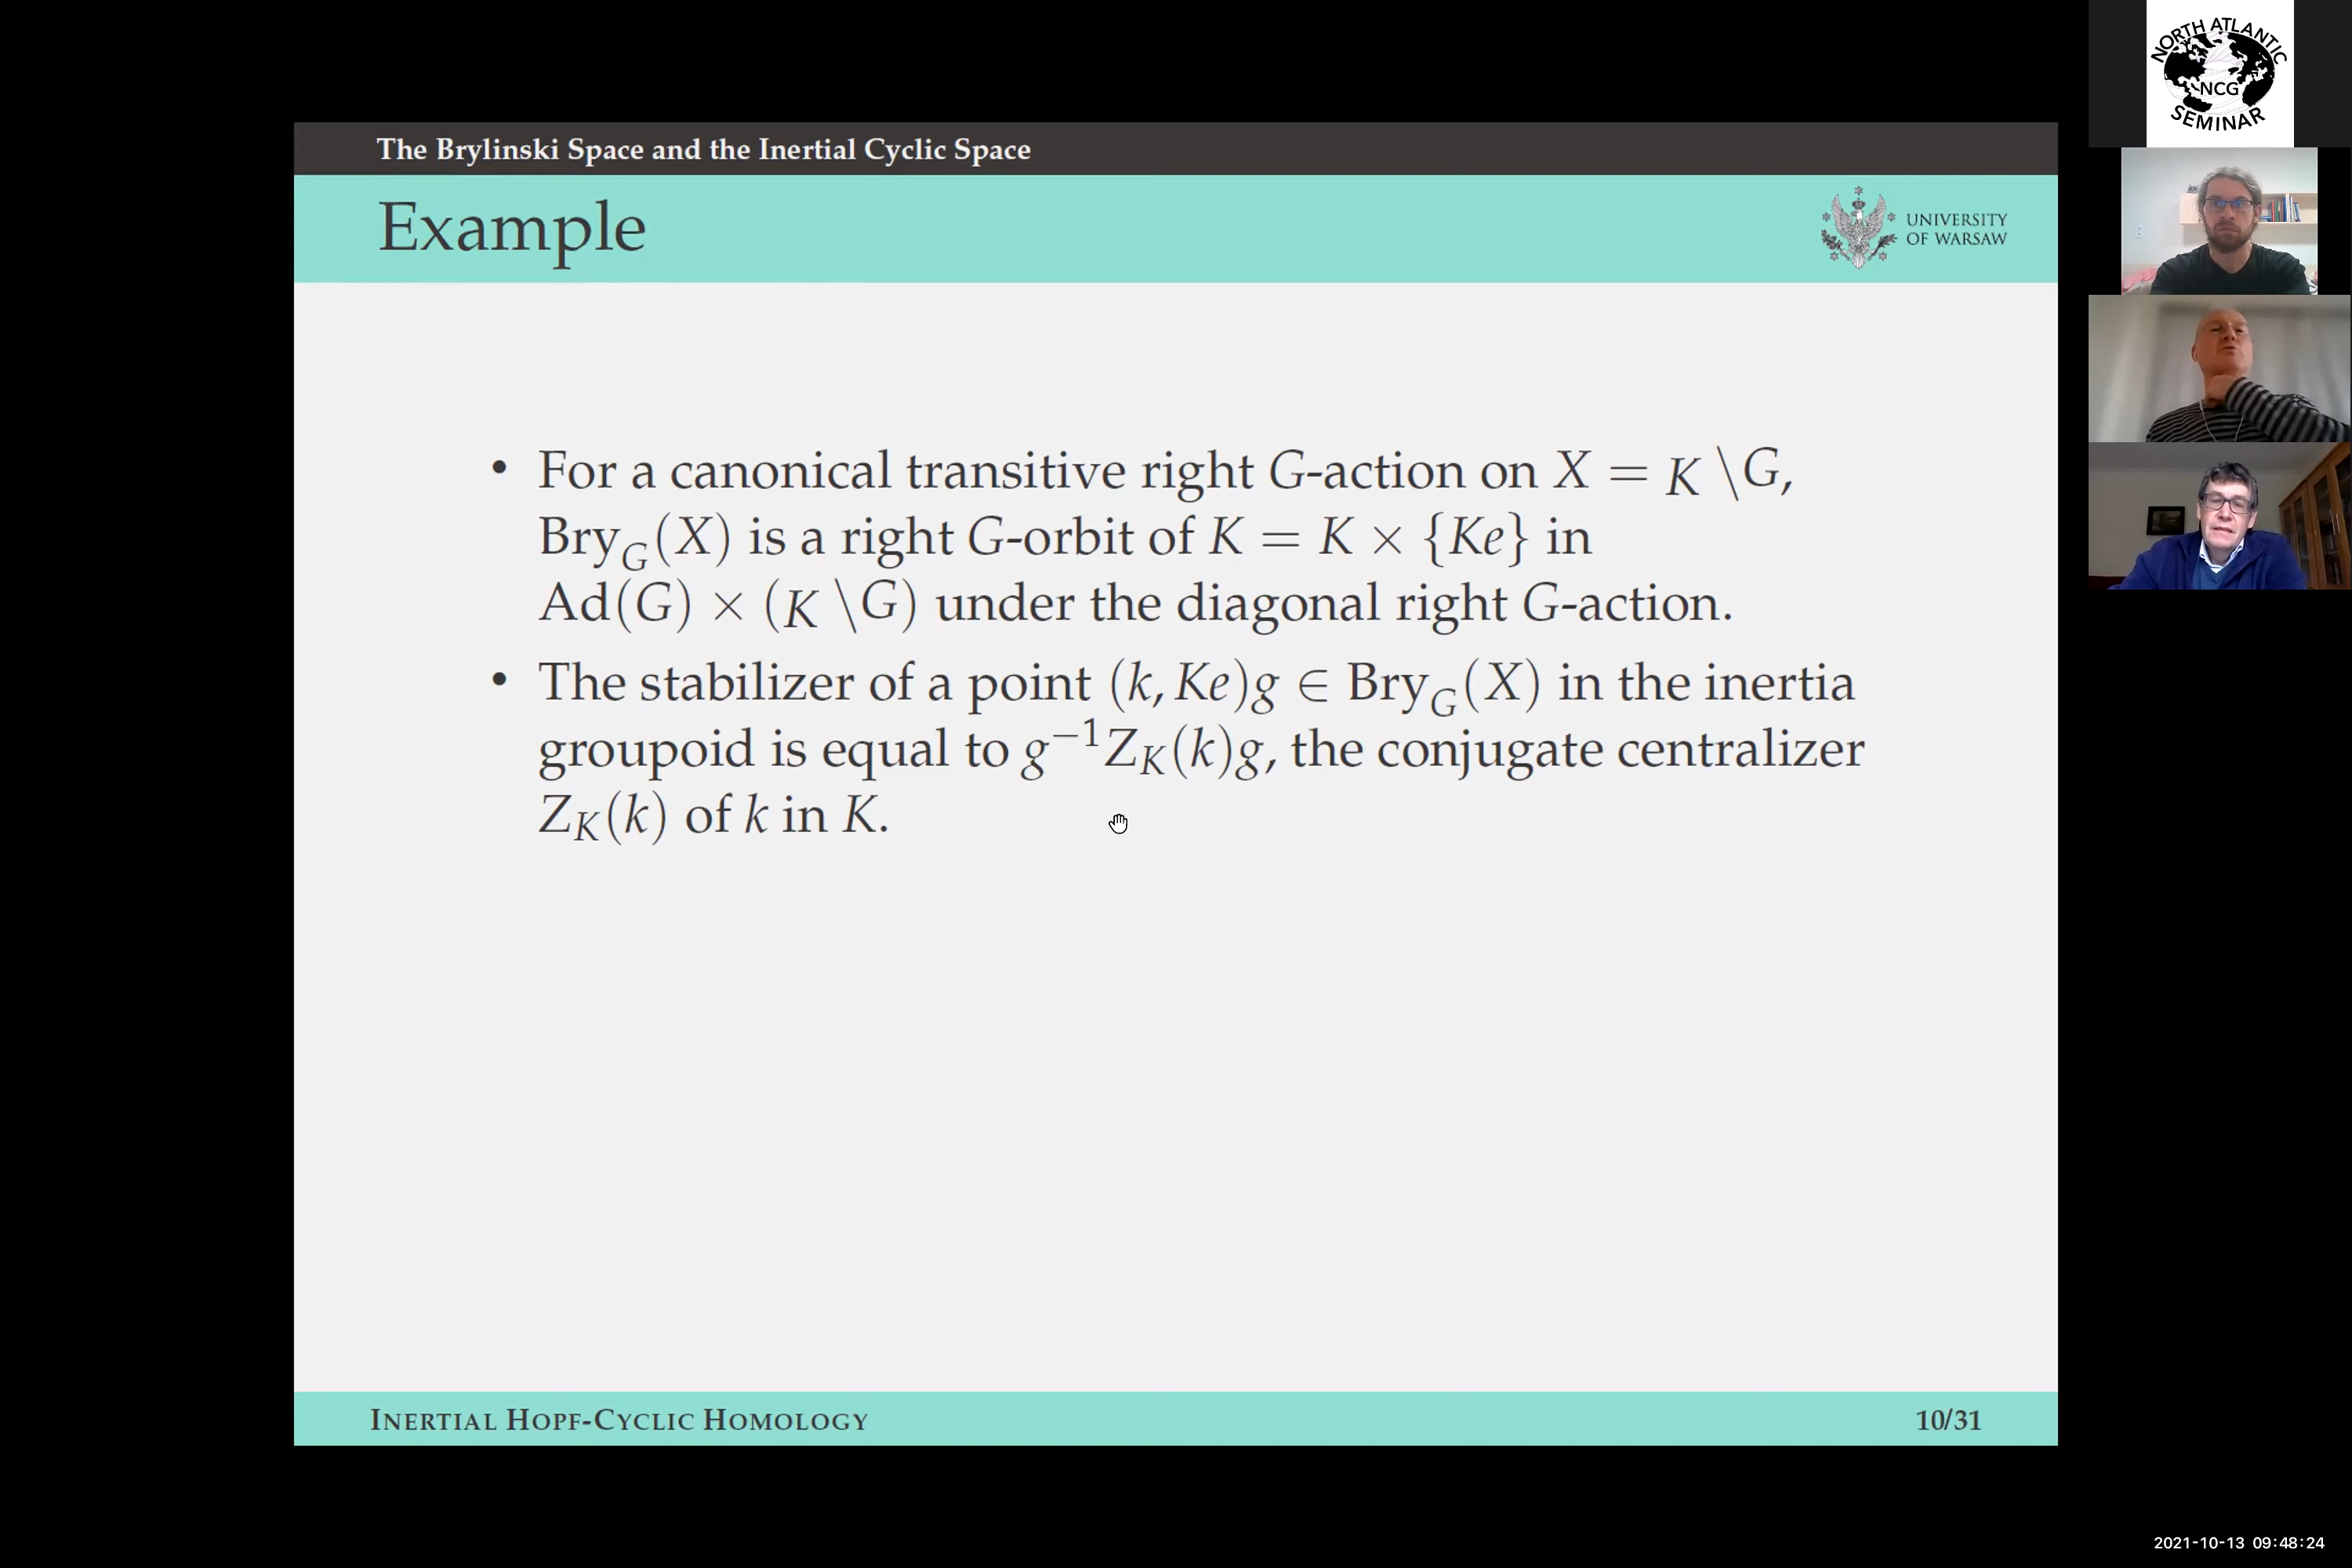 The Brylinski Space and the Inertial Cyclic Space
Example
UNIVERSITY
OF WARSAW
• For a canonical transitive right G-action on X = K \G,
Bry_G(X) is a right G-orbit of K = K × {Ke} in
Ad(G) × (K \G) under the diagonal right G-action.
• The stabilizer of a point (k, Ke)g ∈ Bry_G(X) in the inertia
groupoid is equal to g⁻¹Z_K(k)g, the conjugate centralizer
Z_K(k) of k in K.
INERTIAL HOPF-CYCLIC HOMOLOGY
10/31
NORTH ATLANTIC
NCG
SEMINAR
2021-10-13 09:48:24